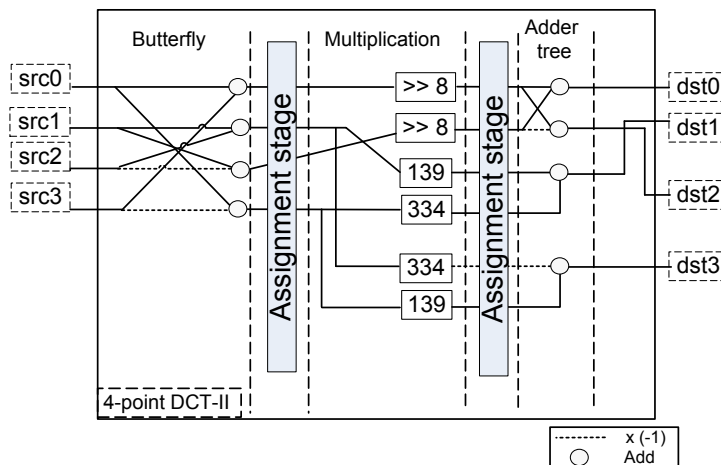 Butterfly
Multiplication
Adder
tree
src0
src1
src2
src3
Assignment stage
>> 8
>> 8
139
334
334
139
Assignment stage
dst0
dst1
dst2
dst3
4-point DCT-II
x (-1)
Add